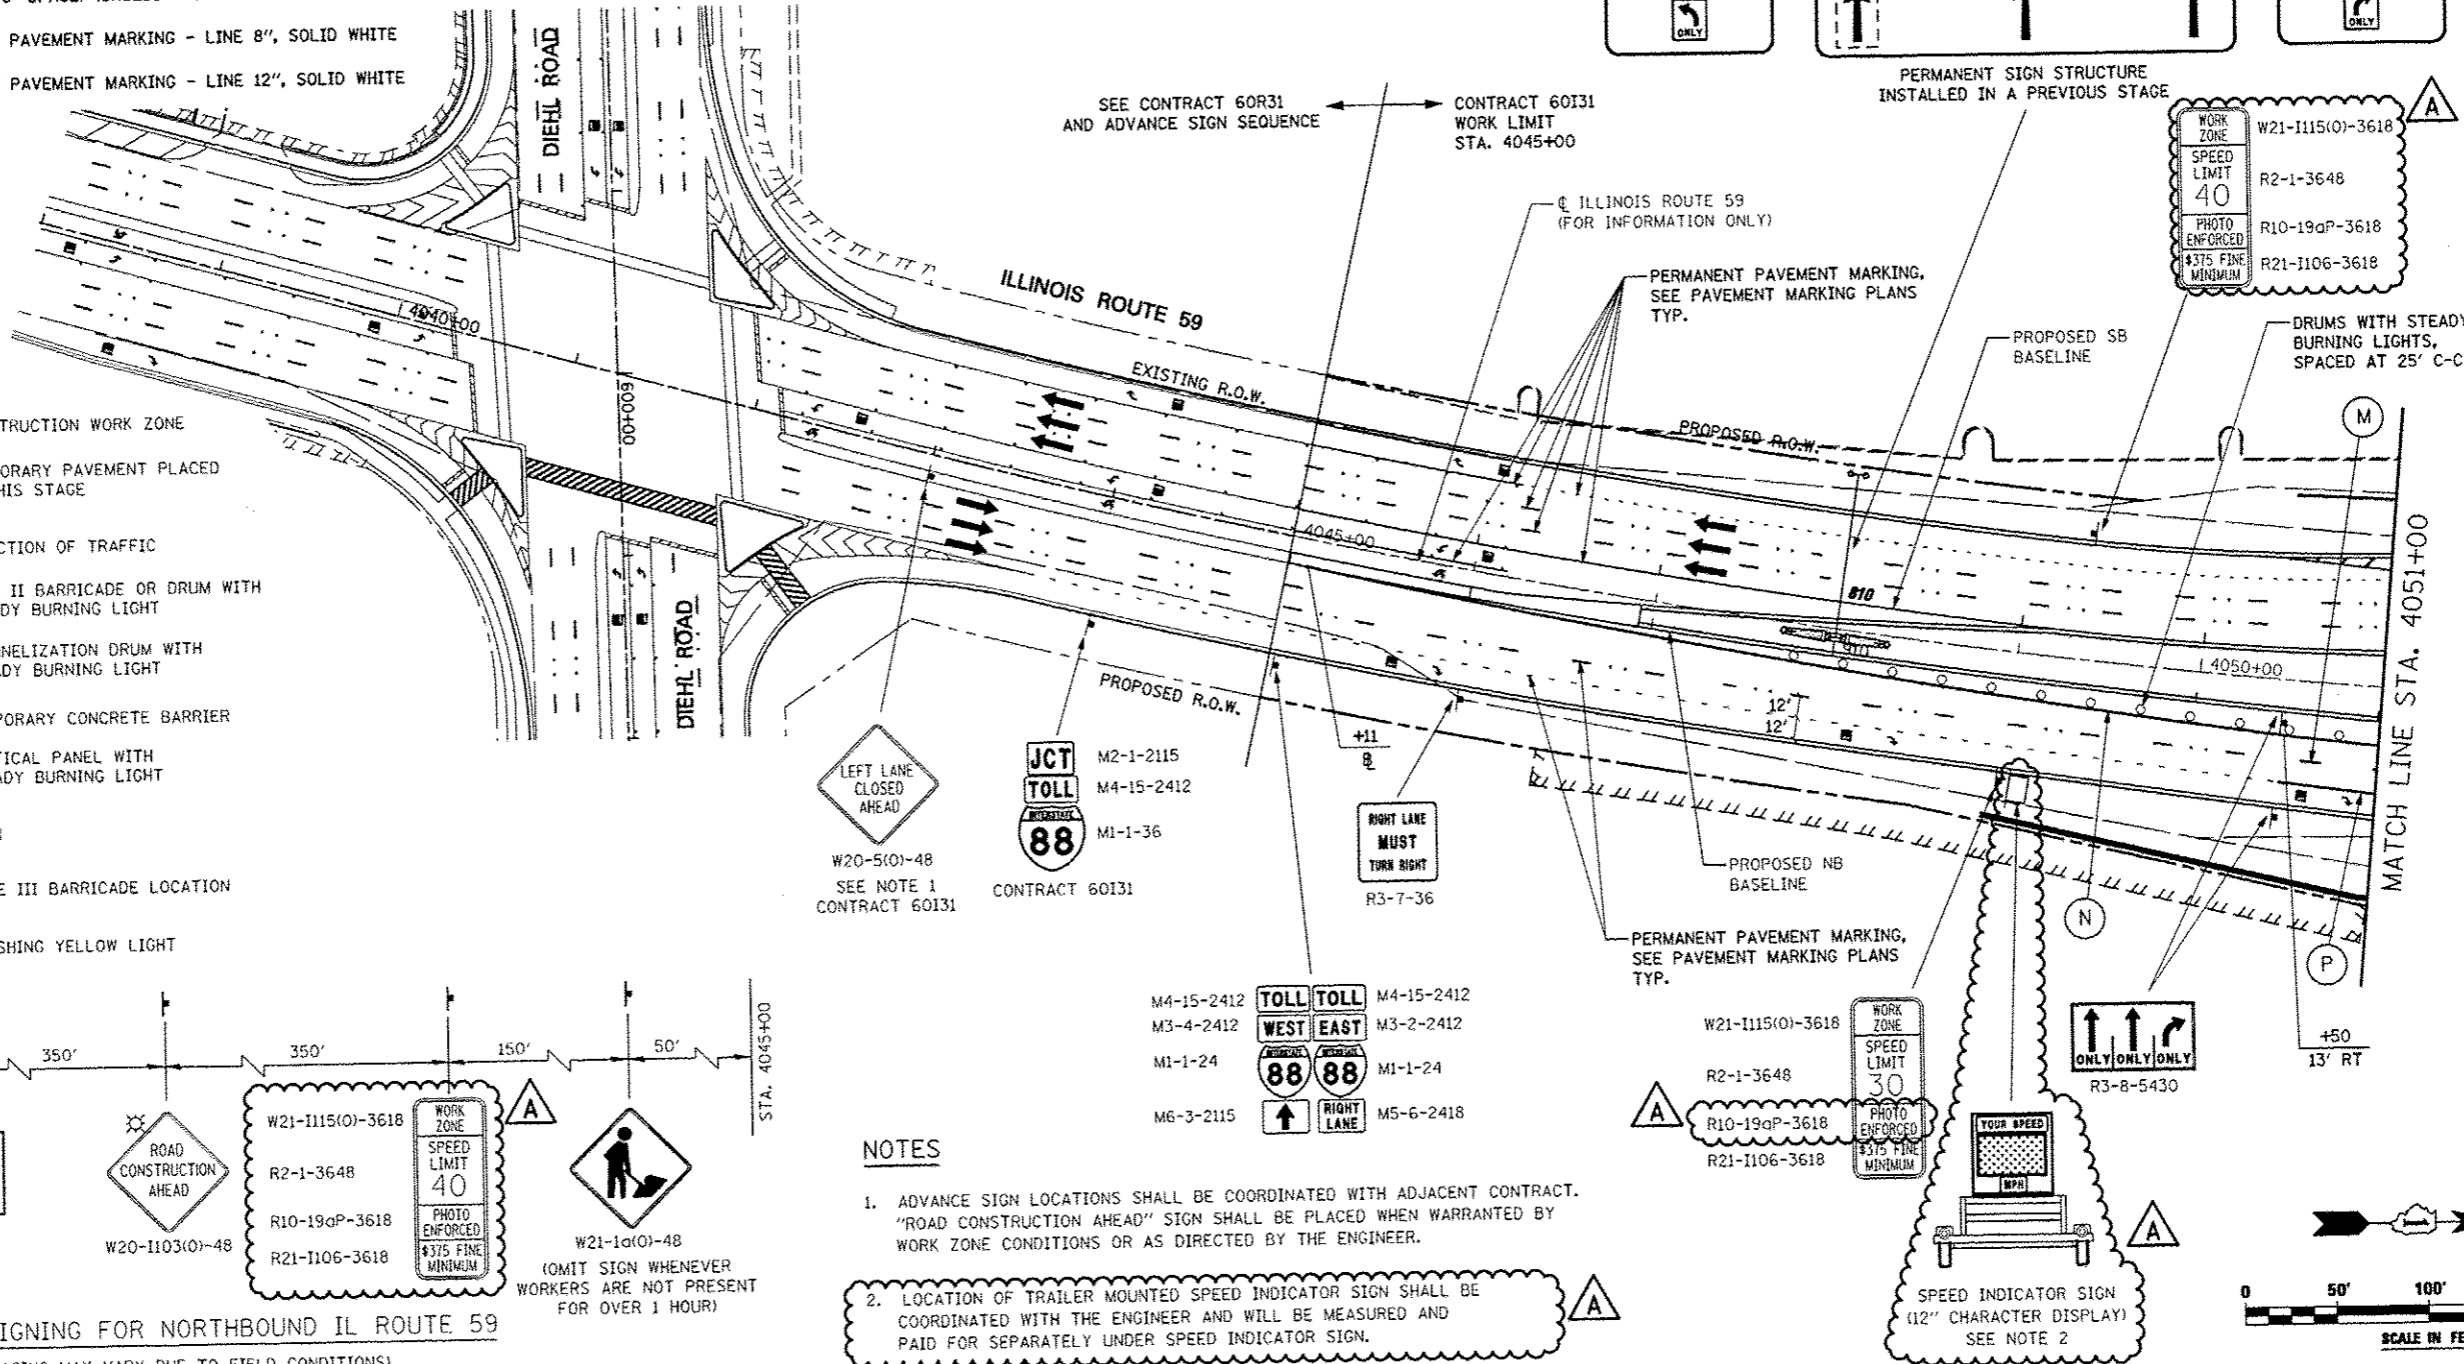 PAVEMENT MARKING - LINE 8", SOLID WHITE
PAVEMENT MARKING - LINE 12", SOLID WHITE
DIEHL ROAD
ONLY
ONLY
PERMANENT SIGN STRUCTURE
INSTALLED IN A PREVIOUS STAGE
SEE CONTRACT 60R31
AND ADVANCE SIGN SEQUENCE
CONTRACT 60I31
WORK LIMIT
STA. 4045+00
A
WORK
ZONE
SPEED
LIMIT
40
PHOTO
ENFORCED
$375 FINE
MINIMUM
W21-I115(O)-3618
R2-1-3648
R10-19aP-3618
R21-I106-3618
℄ ILLINOIS ROUTE 59
(FOR INFORMATION ONLY)
ILLINOIS ROUTE 59
PERMANENT PAVEMENT MARKING,
SEE PAVEMENT MARKING PLANS
TYP.
PROPOSED SB
BASELINE
DRUMS WITH STEADY
BURNING LIGHTS,
SPACED AT 25' C-C
4040+00
600+00
EXISTING R.O.W.
PROPOSED R.O.W.
M
4045+00
810
910
4050+00
MATCH LINE STA. 4051+00
TRUCTION WORK ZONE
ORARY PAVEMENT PLACED
HIS STAGE
CTION OF TRAFFIC
II BARRICADE OR DRUM WITH
DY BURNING LIGHT
NELIZATION DRUM WITH
DY BURNING LIGHT
PORARY CONCRETE BARRIER
TICAL PANEL WITH
ADY BURNING LIGHT
E III BARRICADE LOCATION
SHING YELLOW LIGHT
DIEHL ROAD
PROPOSED R.O.W.
12'
12'
+11
℄
LEFT LANE
CLOSED
AHEAD
W20-5(O)-48
SEE NOTE 1
CONTRACT 60I31
JCT
M2-1-2115
TOLL
M4-15-2412
INTERSTATE
88
M1-1-36
CONTRACT 60I31
RIGHT LANE
MUST
TURN RIGHT
R3-7-36
PROPOSED NB
BASELINE
N
P
PERMANENT PAVEMENT MARKING,
SEE PAVEMENT MARKING PLANS
TYP.
M4-15-2412 TOLL TOLL M4-15-2412
M3-4-2412 WEST EAST M3-2-2412
INTERSTATE INTERSTATE
M1-1-24 88 88 M1-1-24
M6-3-2115 RIGHT LANE M5-6-2418
W21-I115(O)-3618
R2-1-3648
A
R10-19aP-3618
R21-I106-3618
WORK
ZONE
SPEED
LIMIT
30
PHOTO
ENFORCED
$375 FINE
MINIMUM
ONLY ONLY ONLY
R3-8-5430
+50
13' RT
350'
350'
150'
50'
STA. 4045+00
ROAD
CONSTRUCTION
AHEAD
W20-I103(O)-48
W21-I115(O)-3618
R2-1-3648
R10-19aP-3618
R21-I106-3618
WORK
ZONE
SPEED
LIMIT
40
PHOTO
ENFORCED
$375 FINE
MINIMUM
A
W21-1a(O)-48
(OMIT SIGN WHENEVER
WORKERS ARE NOT PRESENT
FOR OVER 1 HOUR)
IGNING FOR NORTHBOUND IL ROUTE 59
MAY VARY DUE TO FIELD CONDITIONS)
NOTES
1. ADVANCE SIGN LOCATIONS SHALL BE COORDINATED WITH ADJACENT CONTRACT.
"ROAD CONSTRUCTION AHEAD" SIGN SHALL BE PLACED WHEN WARRANTED BY
WORK ZONE CONDITIONS OR AS DIRECTED BY THE ENGINEER.
2. LOCATION OF TRAILER MOUNTED SPEED INDICATOR SIGN SHALL BE
COORDINATED WITH THE ENGINEER AND WILL BE MEASURED AND
PAID FOR SEPARATELY UNDER SPEED INDICATOR SIGN.
A
YOUR SPEED
MPH
A
SPEED INDICATOR SIGN
(12" CHARACTER DISPLAY)
SEE NOTE 2
0 50' 100'
SCALE IN FE